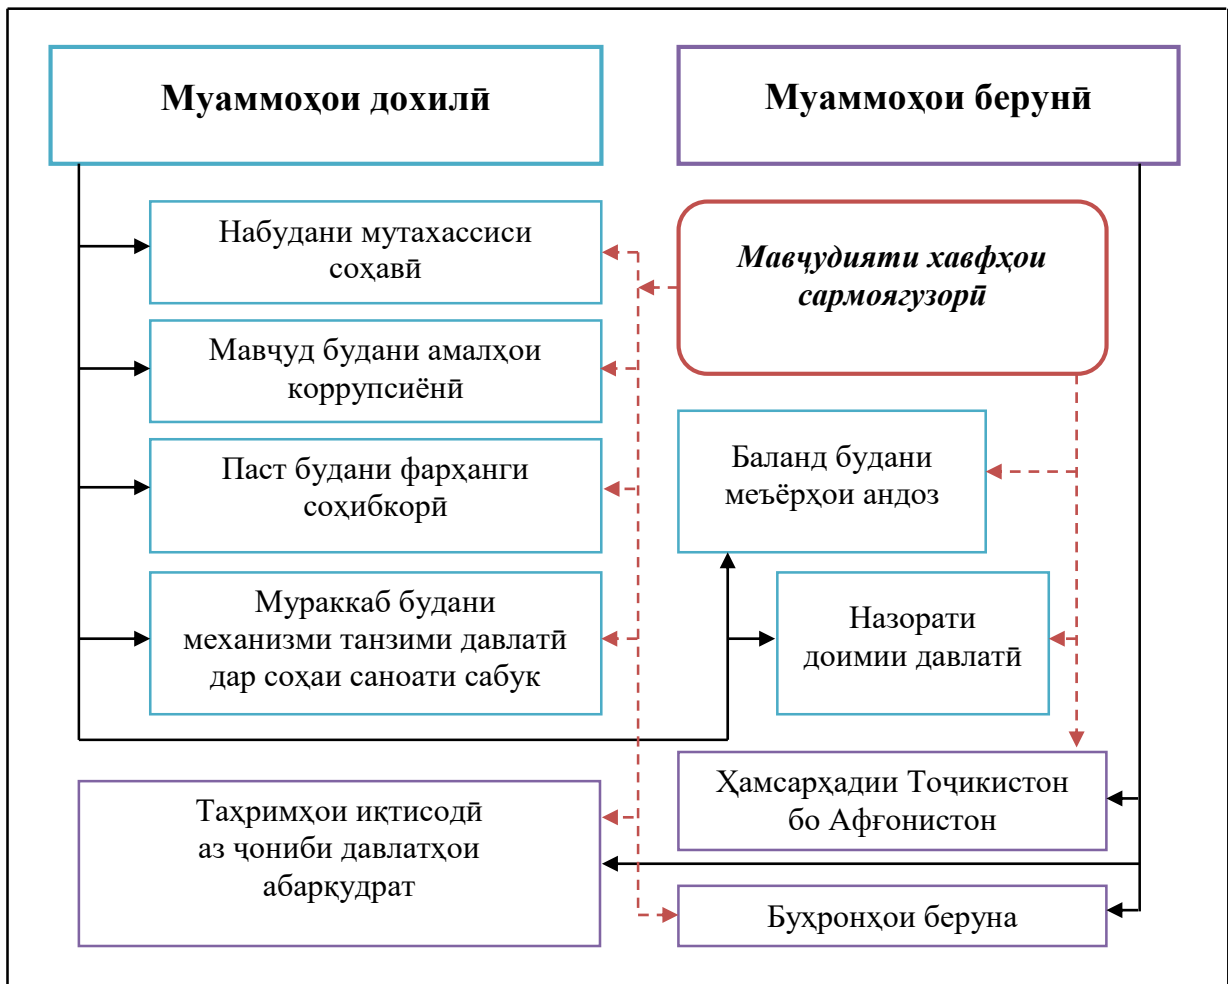 Муаммоҳои дохилӣ
Муаммоҳои берунӣ
Набудани мутахассиси
соҳавӣ
Мавҷудияти хавфҳои
сармоягузорӣ
Мавҷуд будани амалҳои
коррупсиёнӣ
Паст будани фарҳанги
соҳибкорӣ
Баланд будани
меъёрҳои андоз
Мураккаб будани
механизми танзими давлатӣ
дар соҳаи саноати сабук
Назорати
доимии давлатӣ
Таҳримҳои иқтисодӣ
аз ҷониби давлатҳои
абарқудрат
Ҳамсарҳадии Тоҷикистон
бо Афғонистон
Буҳронҳои беруна